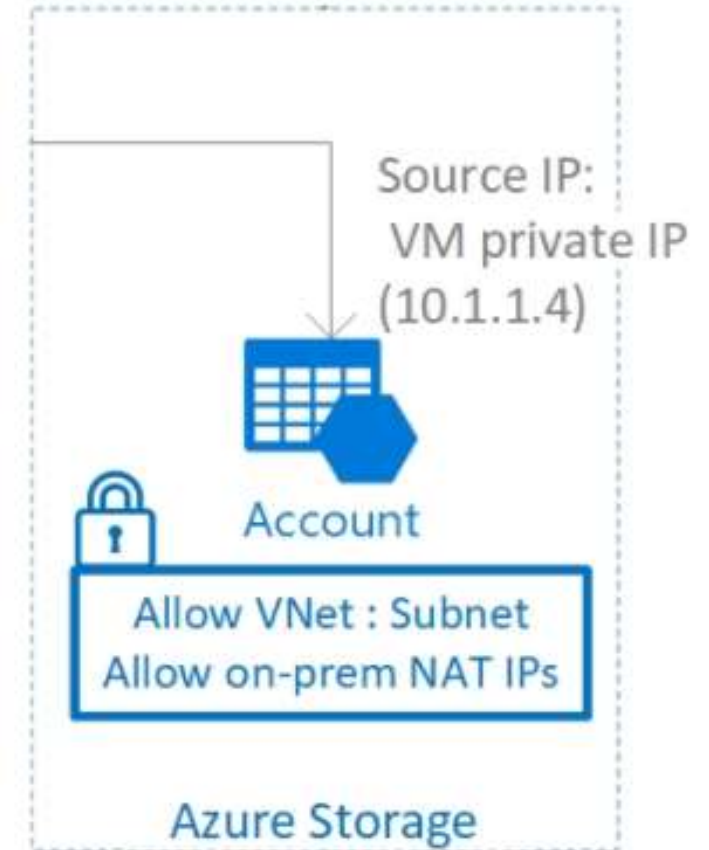 Source IP:
VM private IP
(10.1.1.4)
Account
Allow VNet : Subnet
Allow on-prem NAT IPs
Azure Storage